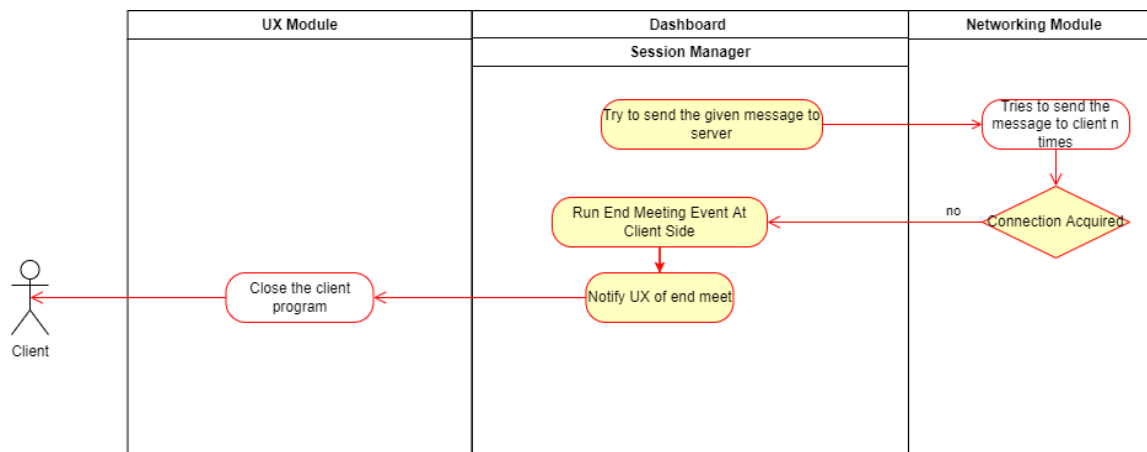 UX Module
Dashboard
Networking Module
Session Manager
Try to send the given message to
server
Tries to send the
message to client n
times
Run End Meeting Event At
Client Side
no
Connection Acquired
Close the client
program
Notify UX of end meet
Client